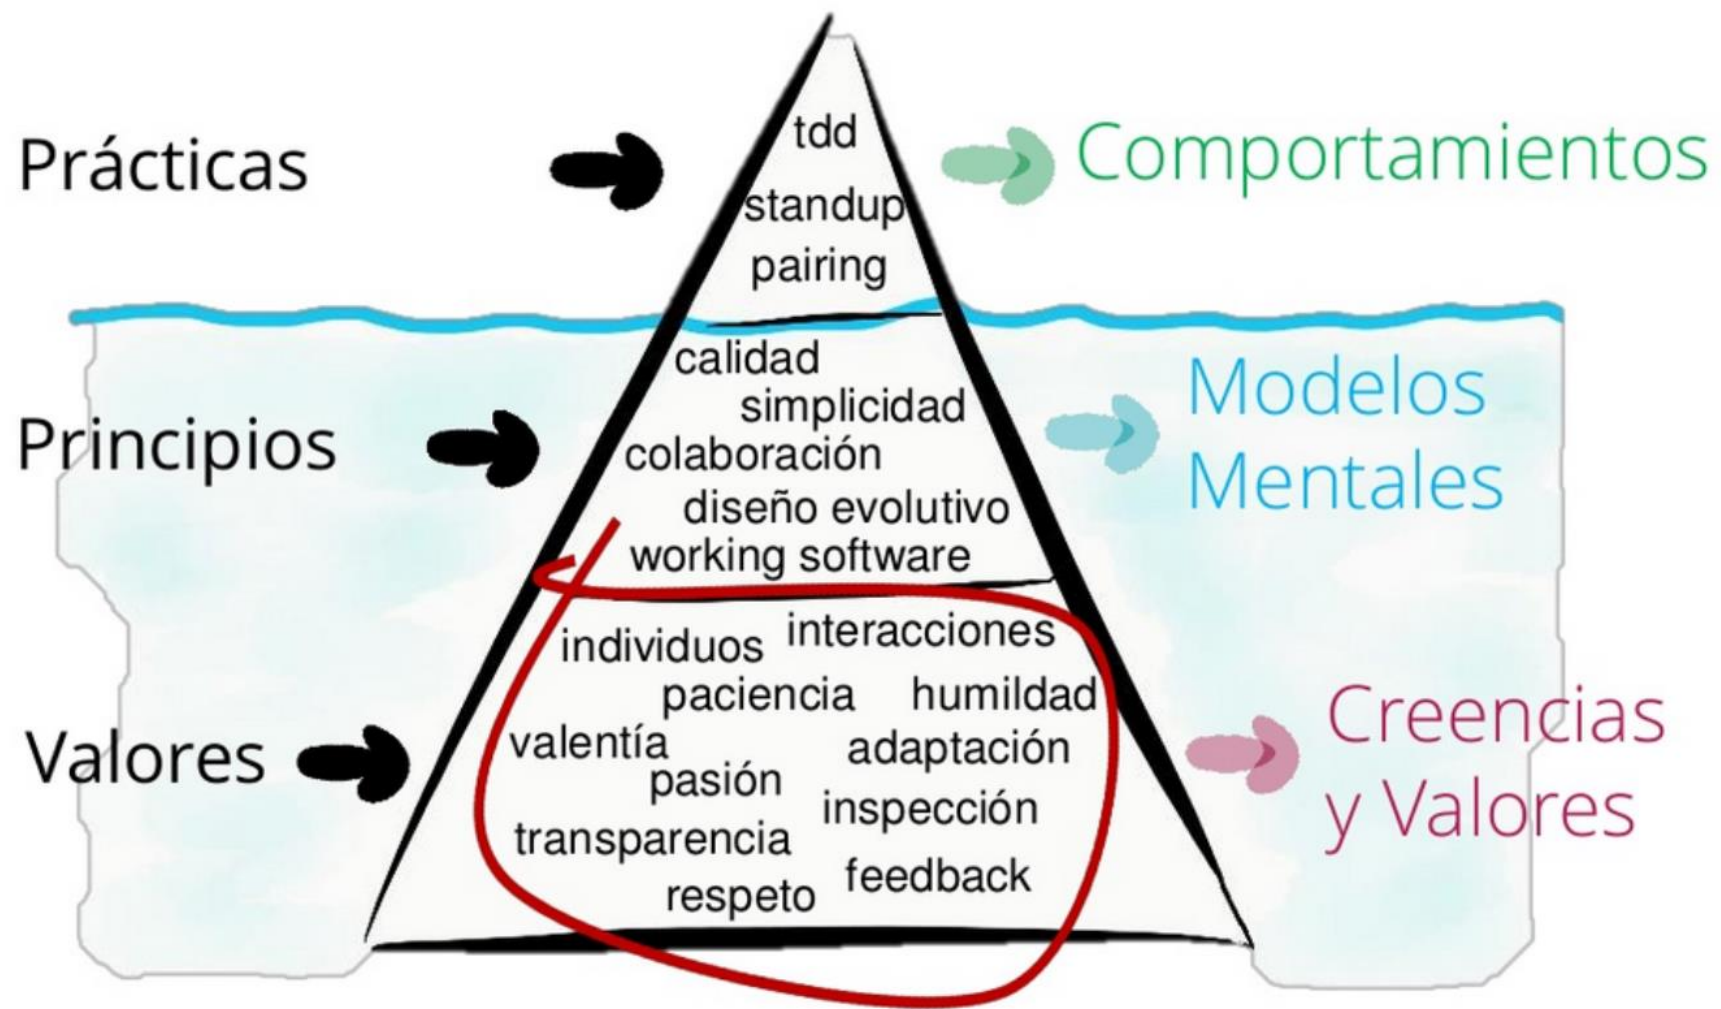 Prácticas
tdd
standup
pairing
Comportamientos
Principios
calidad
simplicidad
colaboración
diseño evolutivo
working software
Modelos
Mentales
Valores
individuos interacciones
paciencia humildad
valentía adaptación
pasión inspección
transparencia
respeto feedback
Creencias
y Valores